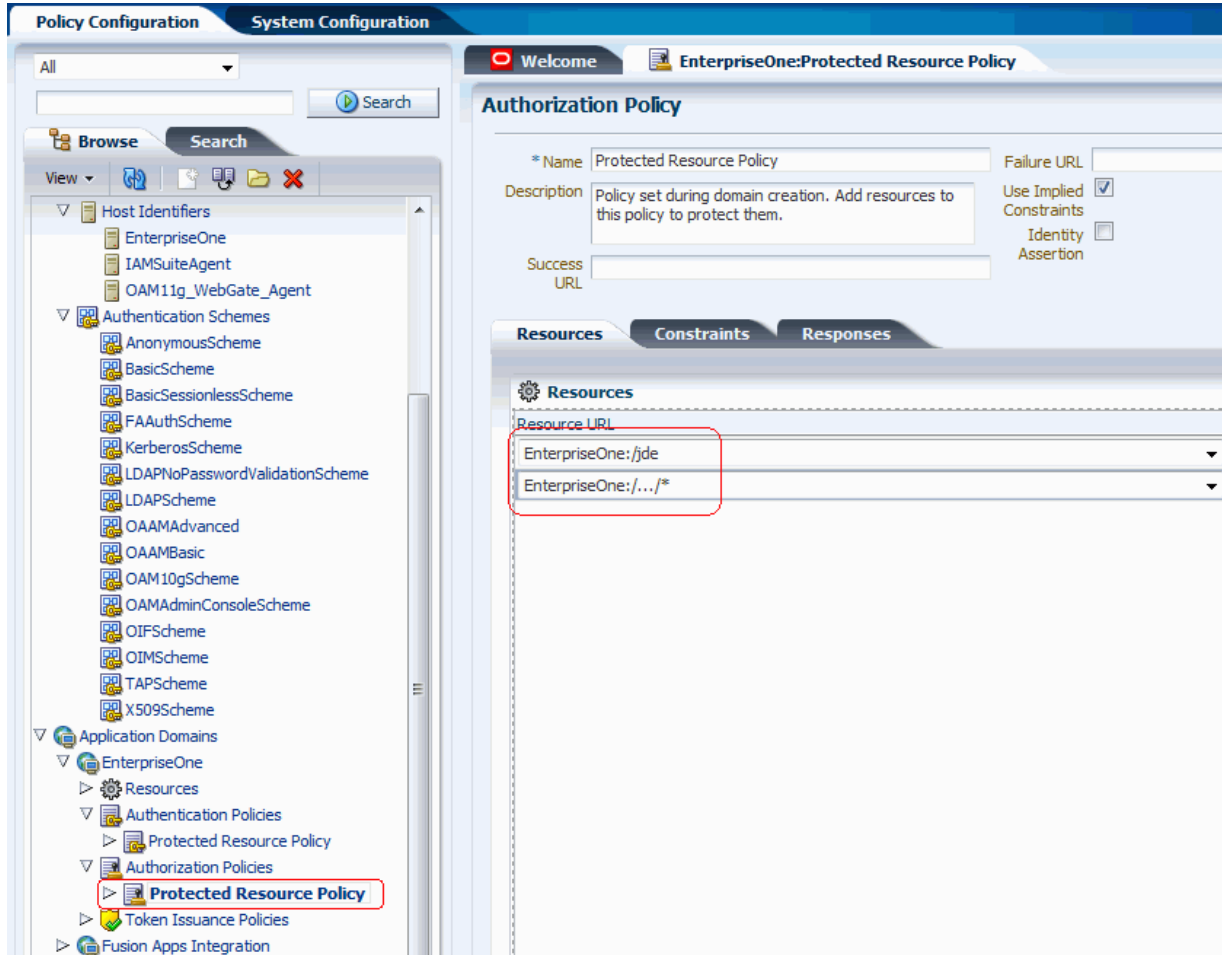 Policy Configuration System Configuration
All
Search
Browse Search
View
Host Identifiers
EnterpriseOne
IAMSuiteAgent
OAM11g_WebGate_Agent
Authentication Schemes
AnonymousScheme
BasicScheme
BasicSessionlessScheme
FAAuthScheme
KerberosScheme
LDAPNoPasswordValidationScheme
LDAPScheme
OAAMAdvanced
OAAMBasic
OAM10gScheme
OAMAdminConsoleScheme
OIFScheme
OIMScheme
TAPScheme
X509Scheme
Application Domains
EnterpriseOne
Resources
Authentication Policies
Protected Resource Policy
Authorization Policies
Protected Resource Policy
Token Issuance Policies
Fusion Apps Integration
Welcome EnterpriseOne:Protected Resource Policy
Authorization Policy
* Name Protected Resource Policy
Description Policy set during domain creation. Add resources to
this policy to protect them.
Success
URL
Failure URL
Use Implied
Constraints
Identity
Assertion
Resources Constraints Responses
Resources
Resource URL
EnterpriseOne:/jde
EnterpriseOne:/.../*